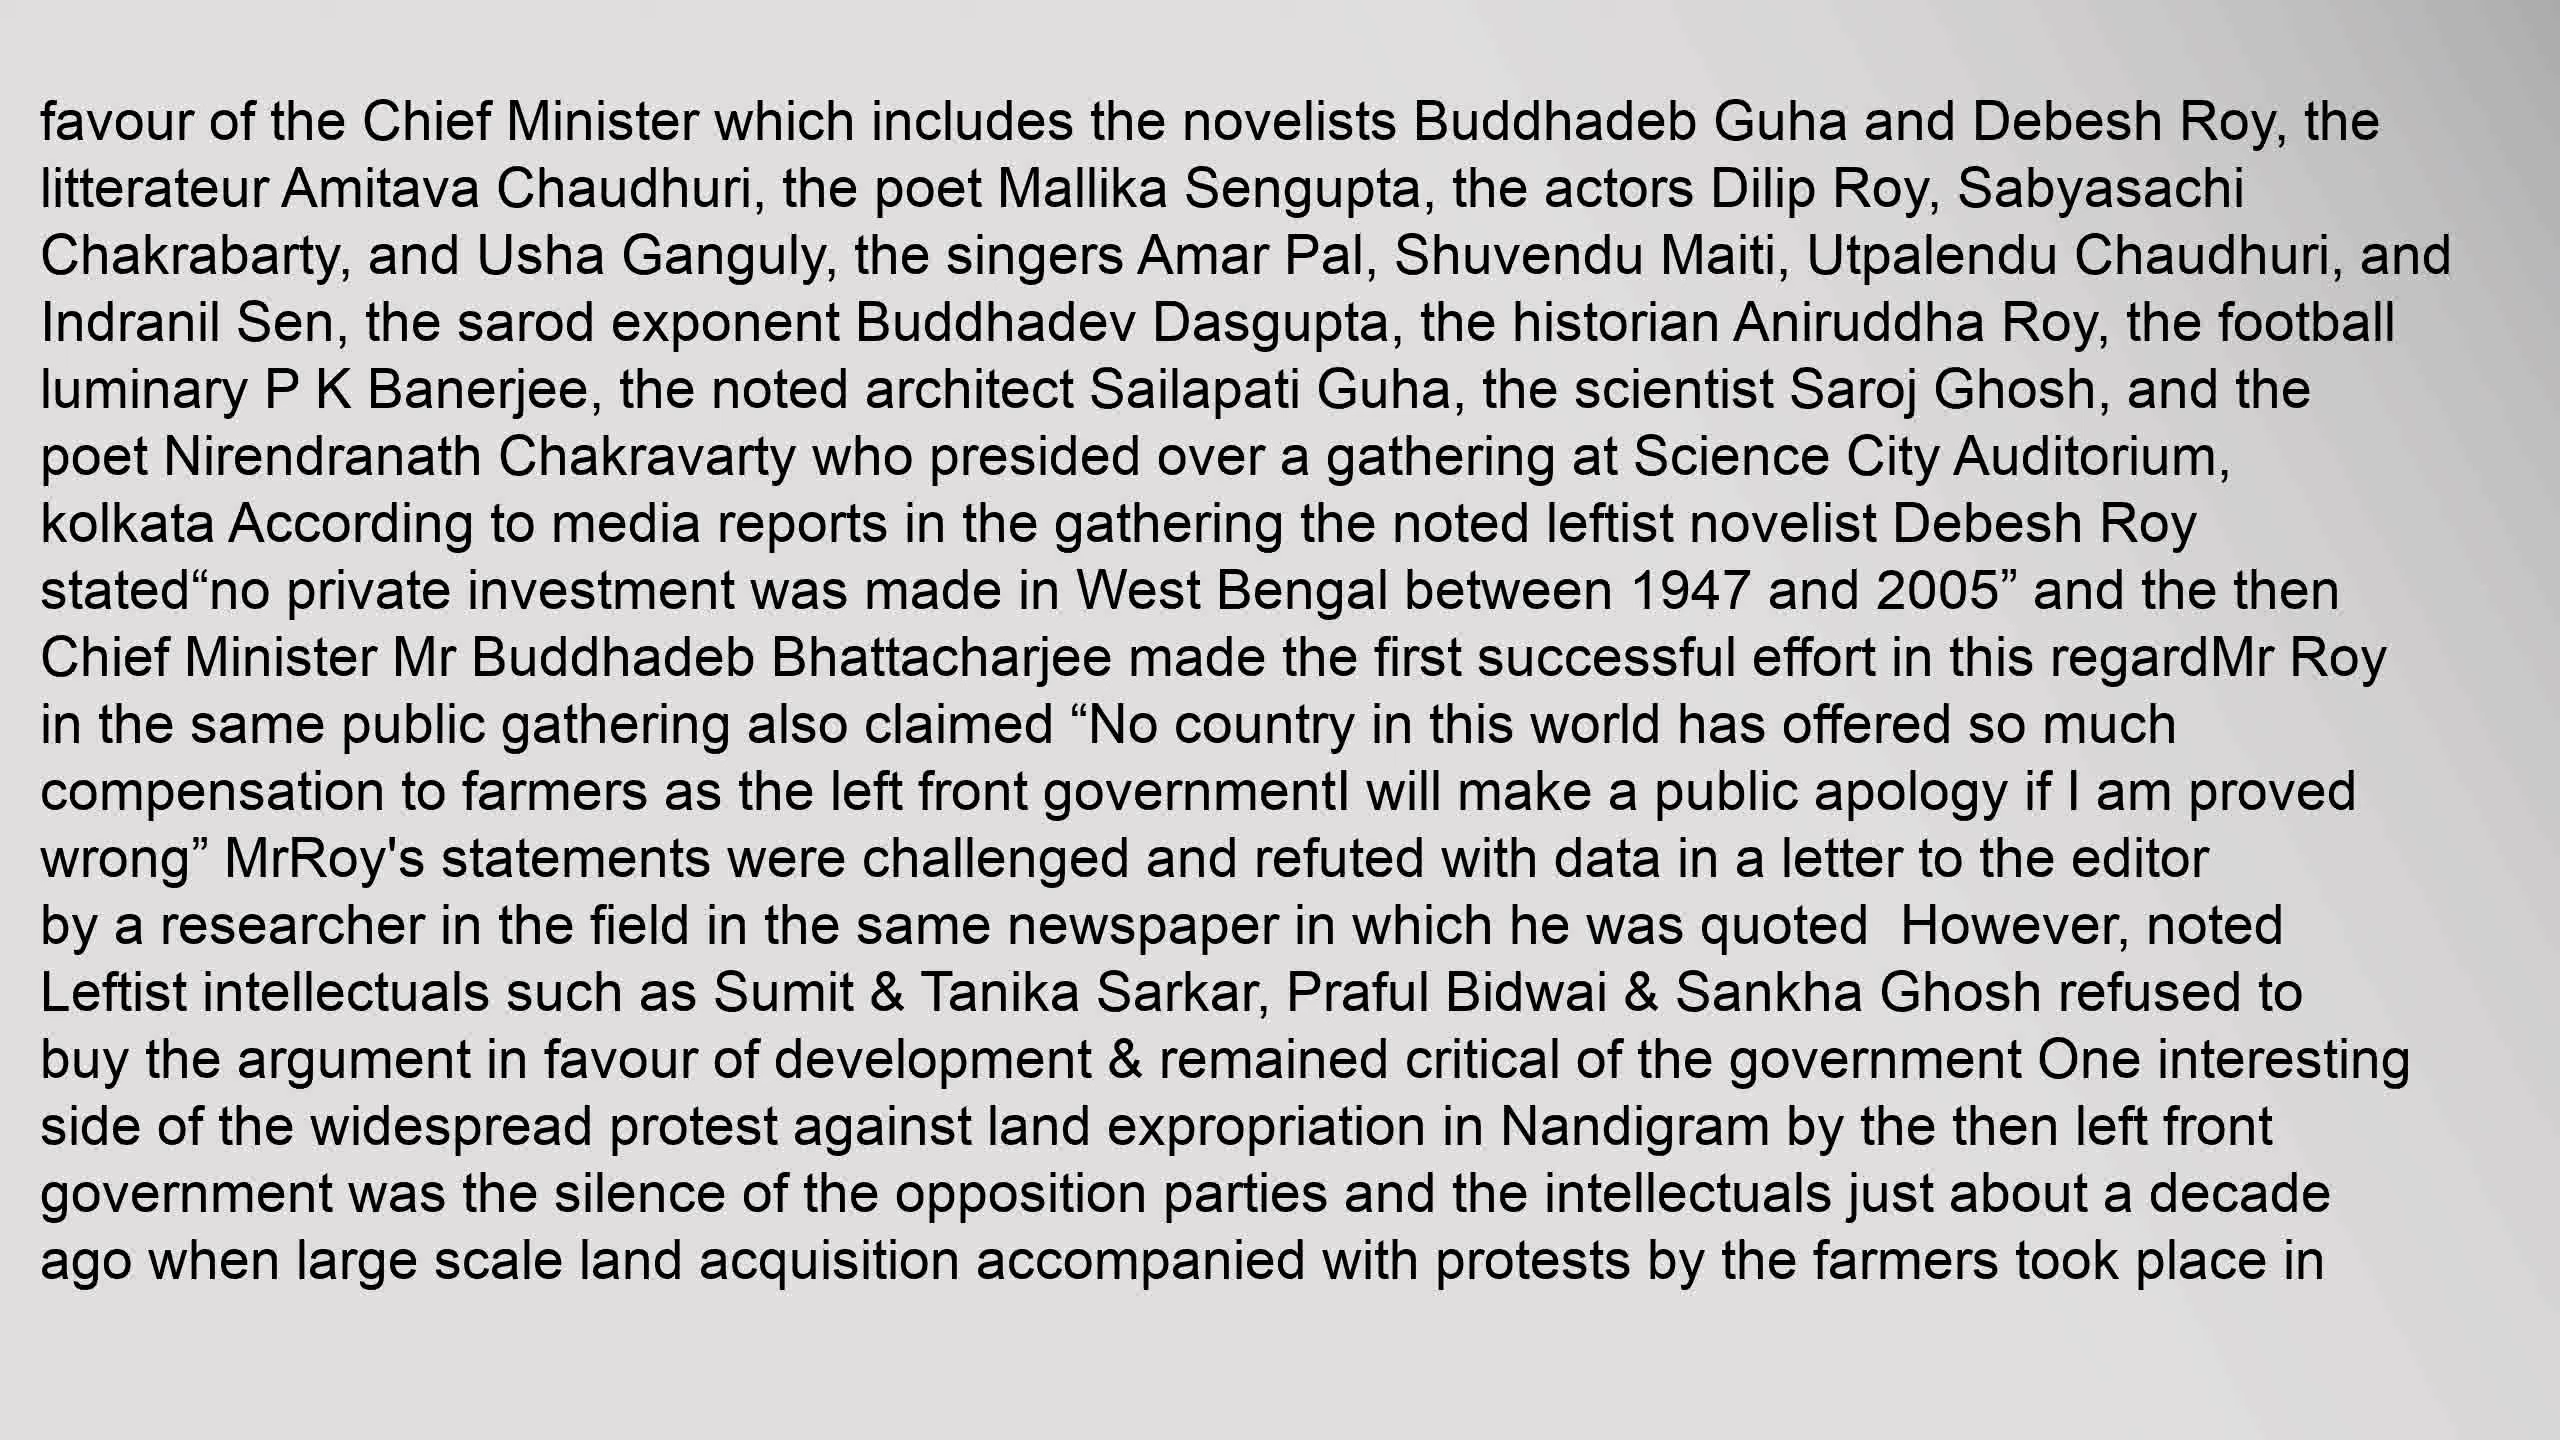 favour of the Chief Minister which includes the novelists Buddhadeb Guha and Debesh Roy, the
litterateur Amitava Chaudhuri, the poet Mallika Sengupta, the actors Dilip Roy, Sabyasachi
Chakrabarty, and Usha Ganguly, the singers Amar Pal, Shuvendu Maiti, Utpalendu Chaudhuri, and
Indranil Sen, the sarod exponent Buddhadev Dasgupta, the historian Aniruddha Roy, the football
luminary P K Banerjee, the noted architect Sailapati Guha, the scientist Saroj Ghosh, and the
poet Nirendranath Chakravarty who presided over a gathering at Science City Auditorium,
kolkata According to media reports in the gathering the noted leftist novelist Debesh Roy
stated“no private investment was made in West Bengal between 1947 and 2005” and the then
Chief Minister Mr Buddhadeb Bhattacharjee made the first successful effort in this regardMr Roy
in the same public gathering also claimed “No country in this world has offered so much
compensation to farmers as the left front governmentI will make a public apology if I am proved
wrong” MrRoy's statements were challenged and refuted with data in a letter to the editor
by a researcher in the field in the same newspaper in which he was quoted  However, noted
Leftist intellectuals such as Sumit & Tanika Sarkar, Praful Bidwai & Sankha Ghosh refused to
buy the argument in favour of development & remained critical of the government One interesting
side of the widespread protest against land expropriation in Nandigram by the then left front
government was the silence of the opposition parties and the intellectuals just about a decade
ago when large scale land acquisition accompanied with protests by the farmers took place in